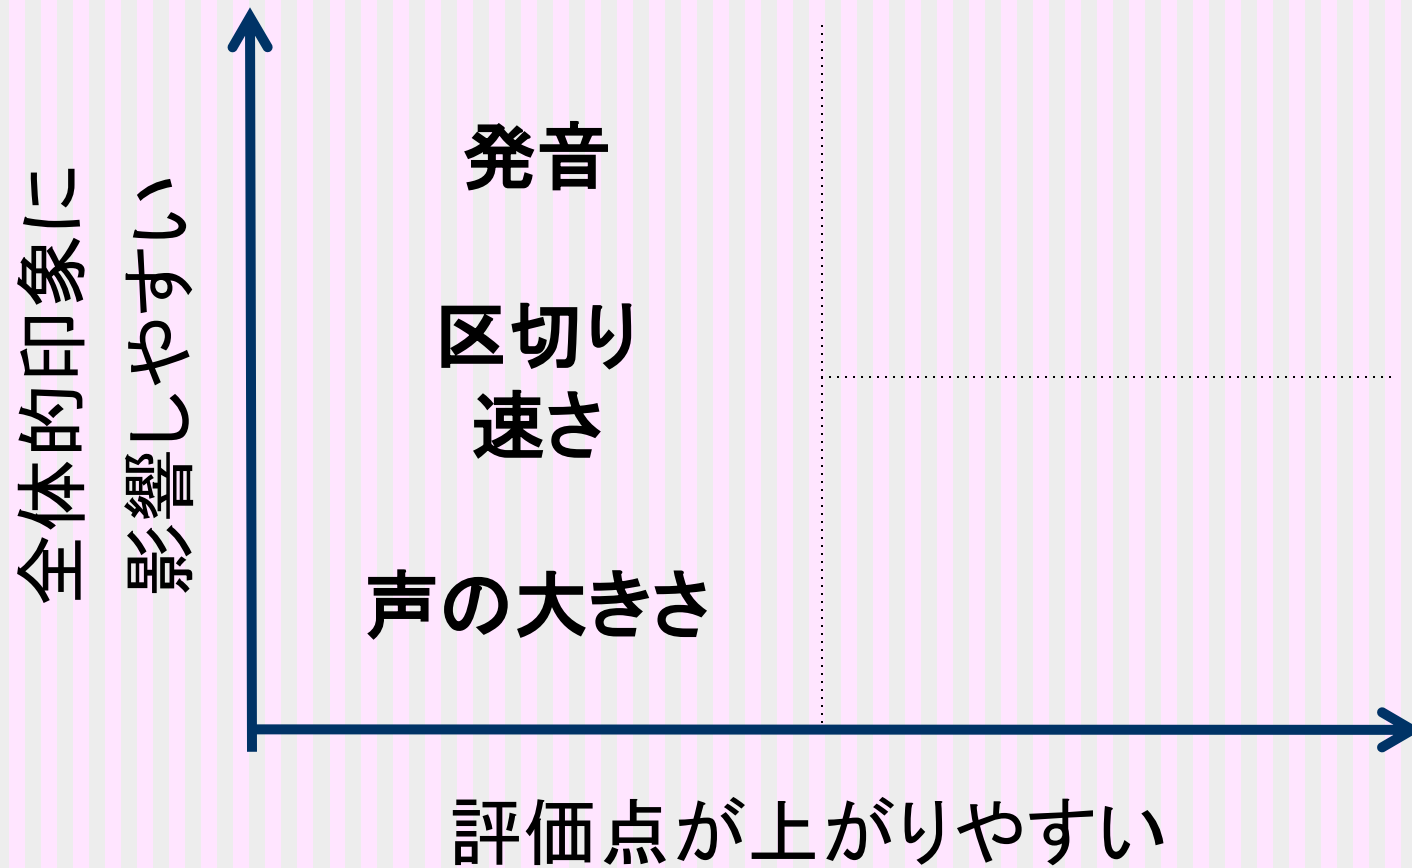 全体的印象に
影響しやすい
発音
区切り
速さ
声の大きさ
評価点が上がりやすい